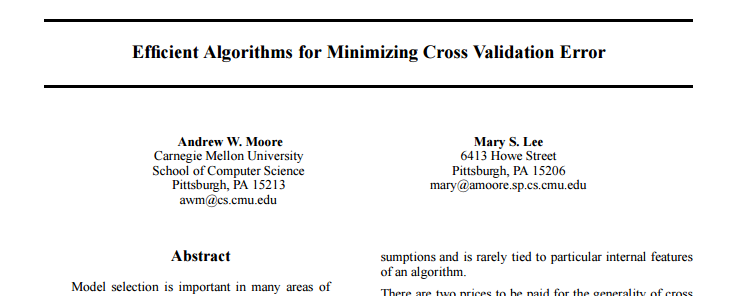 Efficient Algorithms for Minimizing Cross Validation Error
Andrew W. Moore
Carnegie Mellon University
School of Computer Science
Pittsburgh, PA 15213
awm@cs.cmu.edu
Mary S. Lee
6413 Howe Street
Pittsburgh, PA 15206
mary@amoore.sp.cs.cmu.edu
Abstract
Model selection is important in many areas of
sumptions and is rarely tied to particular internal features
of an algorithm.
There are two prices to be paid for the generality of cross